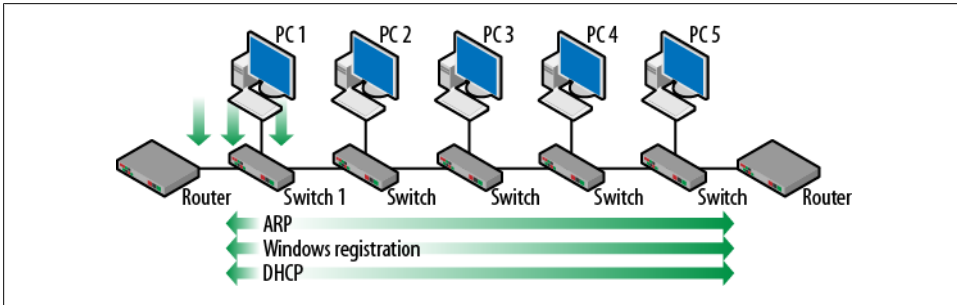 PC 1 PC 2 PC 3 PC 4 PC 5
Router Switch 1 Switch Switch Switch Switch Router
ARP
Windows registration
DHCP